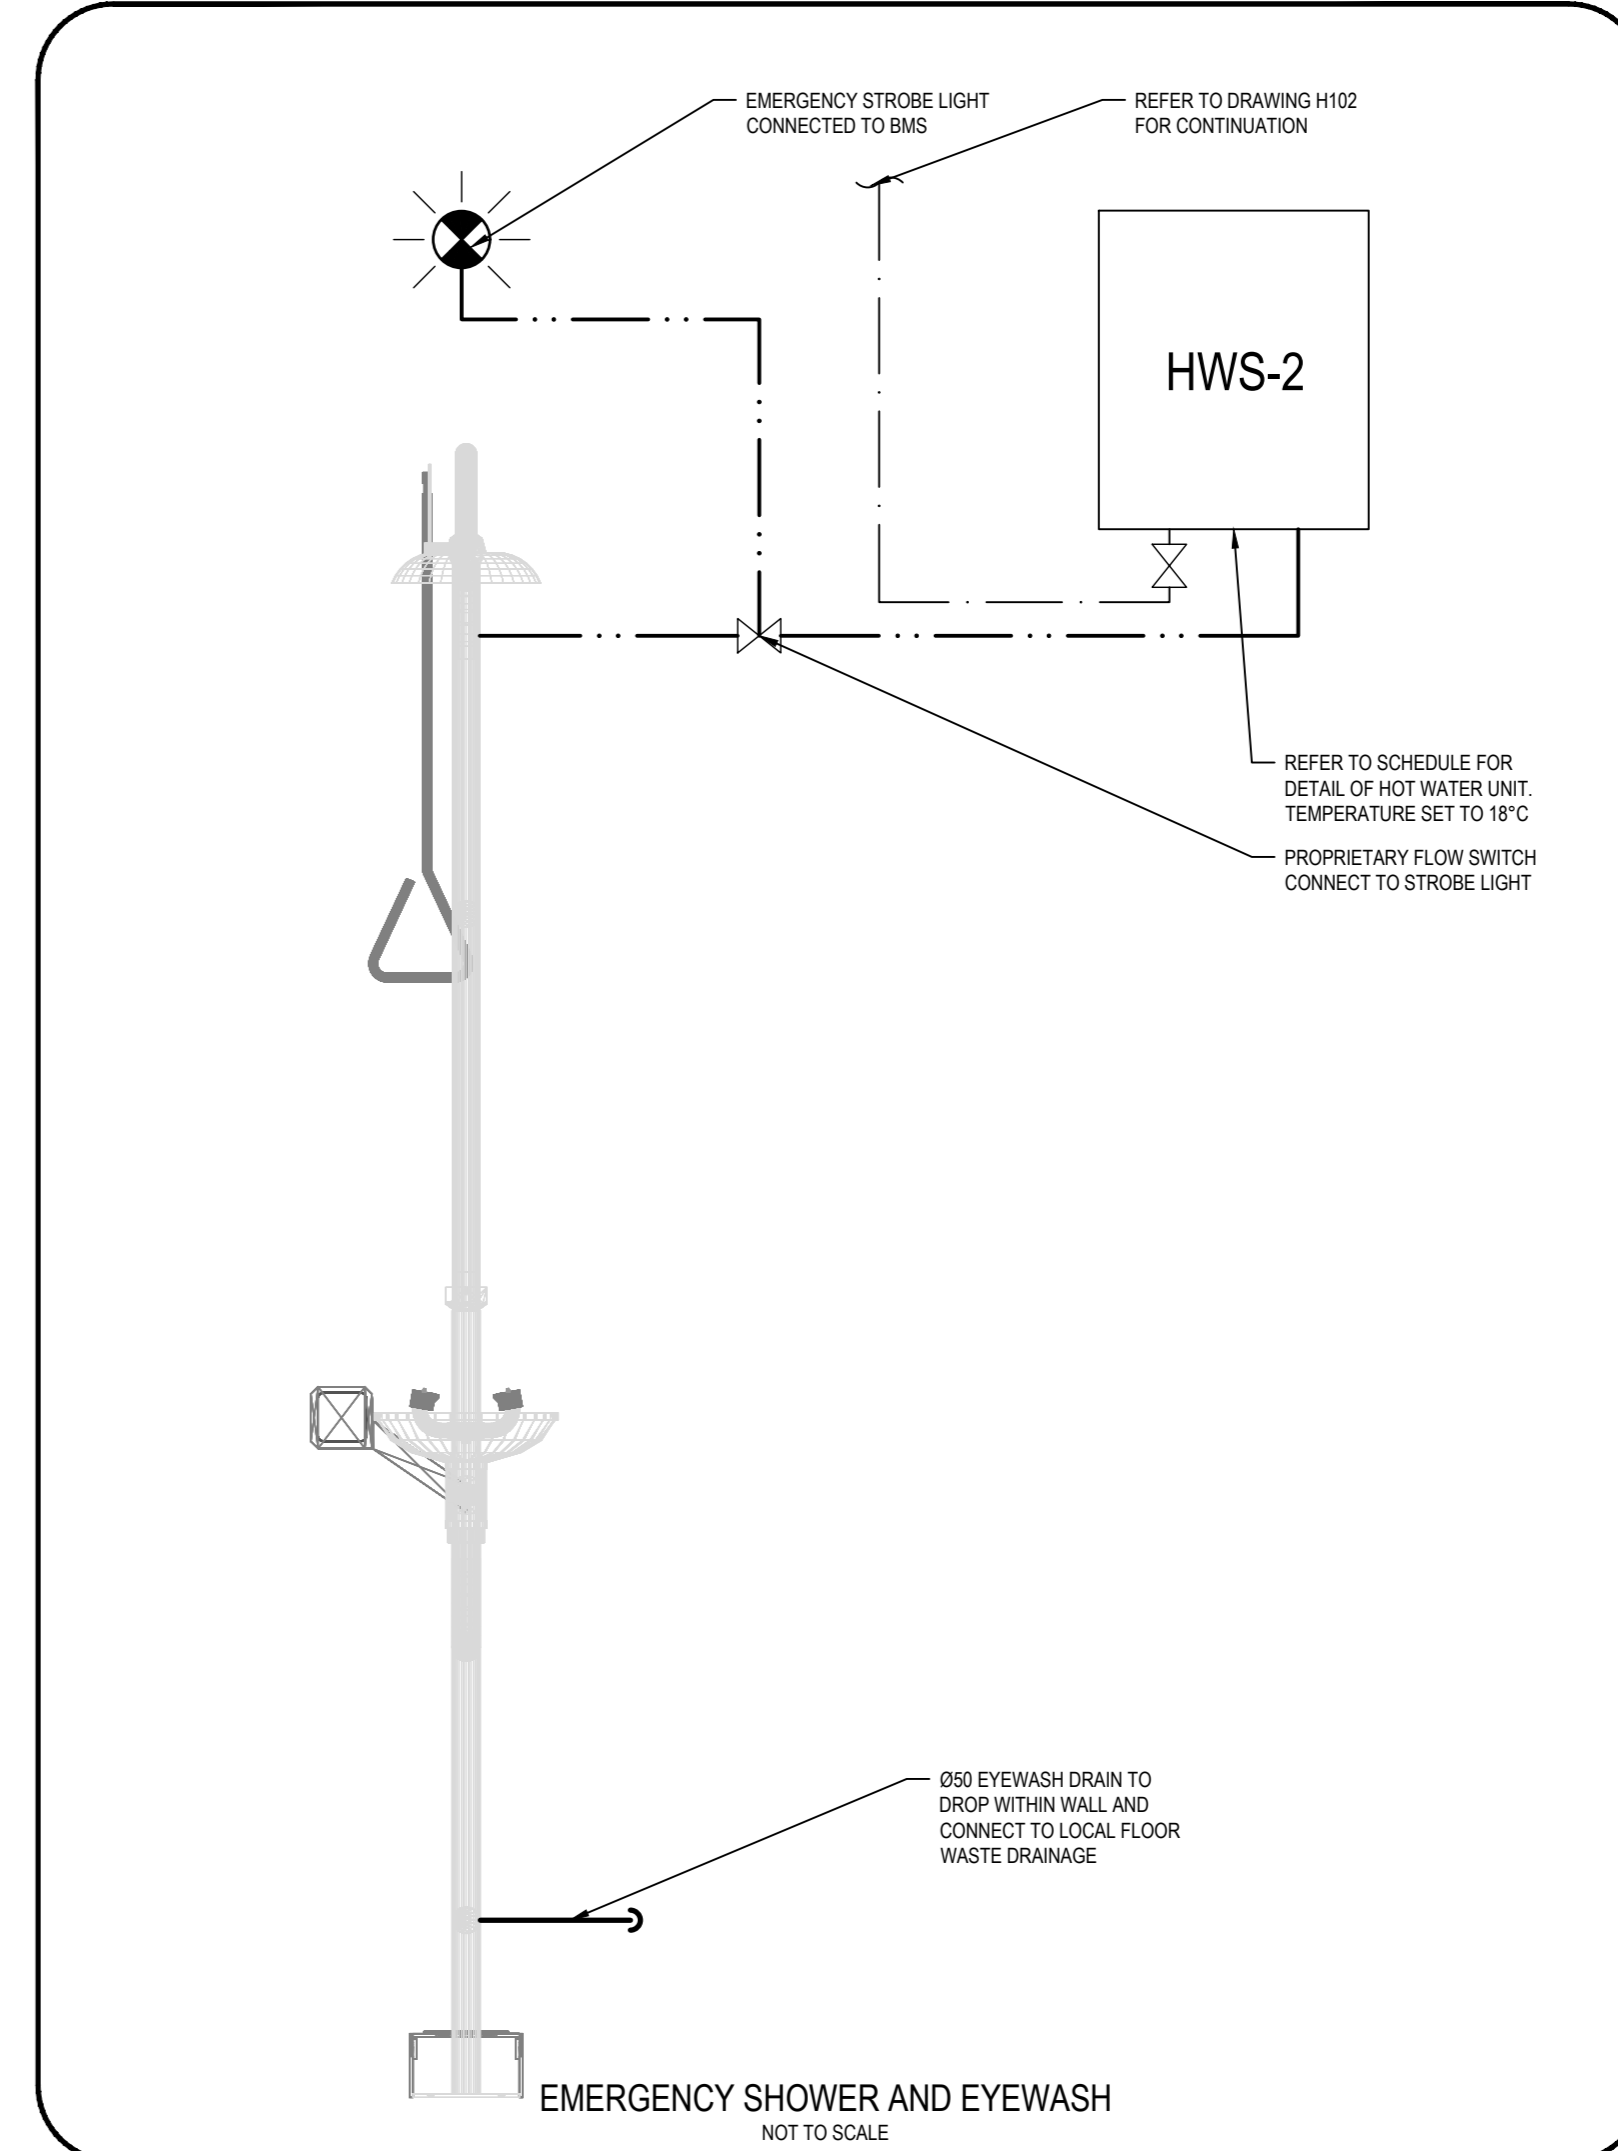 EMERGENCY STROBE LIGHT
CONNECTED TO BMS
REFER TO DRAWING H102
FOR CONTINUATION
HWS-2
REFER TO SCHEDULE FOR
DETAIL OF HOT WATER UNIT.
TEMPERATURE SET TO 18°C
PROPRIETARY FLOW SWITCH
CONNECT TO STROBE LIGHT
Ø50 EYEWASH DRAIN TO
DROP WITHIN WALL AND
CONNECT TO LOCAL FLOOR
WASTE DRAINAGE
EMERGENCY SHOWER AND EYEWASH
NOT TO SCALE